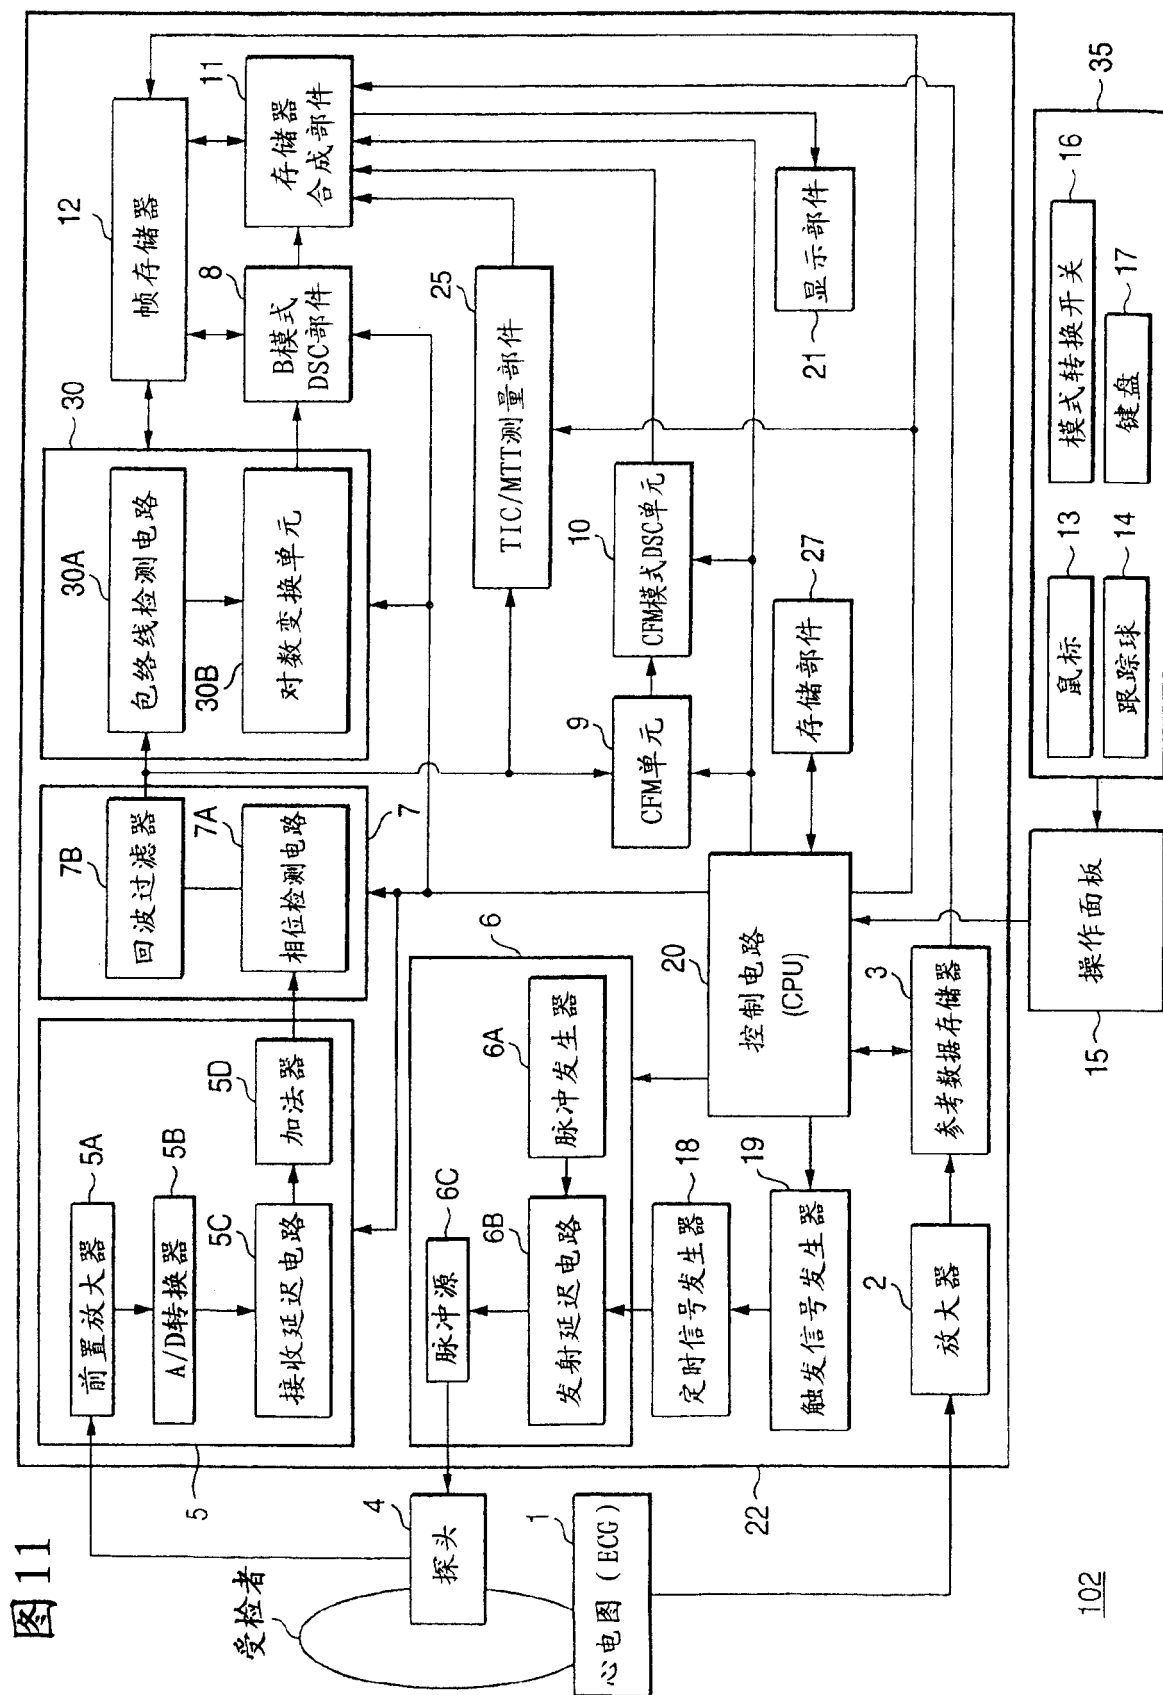 图11
受检者
探头
4
心电图(ECG)
1
102
22
5
前置放大器
5A
A/D转换器
5B
接收延迟电路
5C
加法器
5D
回波过滤器
7B
相位检测电路
7A
7
包络线检测电路
30A
对数变换单元
30B
30
帧存储器
12
B模式
DSC部件
8
存储器
合成部件
11
TIC/MTT测量部件
25
CFM单元
9
CFM模式DSC单元
10
存储部件
27
显示部件
21
脉冲源
6C
发射延迟电路
6B
脉冲发生器
6A
6
定时信号发生器
18
触发信号发生器
19
控制电路
(CPU)
20
放大器
2
参考数据存储器
3
操作面板
15
鼠标
13
跟踪球
14
模式转换开关
16
键盘
17
35